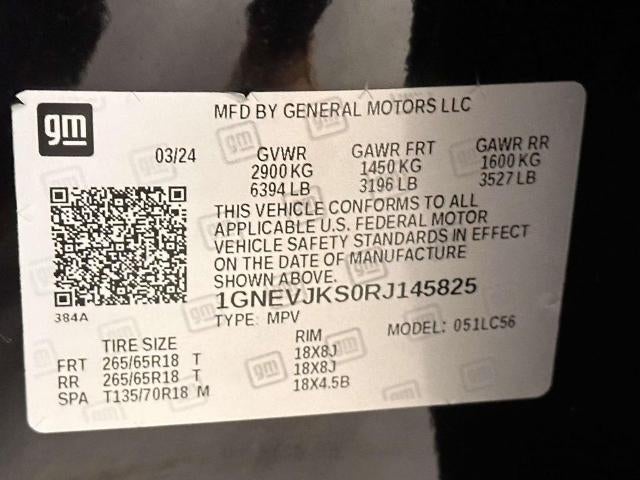 gm
MFD BY GENERAL MOTORS LLC
03/24 GVWR GAWR FRT GAWR RR
2900 KG 1450 KG 1600 KG
6394 LB 3196 LB 3527 LB
THIS VEHICLE CONFORMS TO ALL
APPLICABLE U.S. FEDERAL MOTOR
VEHICLE SAFETY STANDARDS IN EFFECT
ON THE DATE OF MANUFACTURE
SHOWN ABOVE.
1GNEVJKS0RJ145825
384A
TYPE: MPV MODEL: 051LC56
TIRE SIZE RIM
FRT 265/65R18 T 18X8J
RR 265/65R18 T 18X8J
SPA T135/70R18 M 18X4.5B